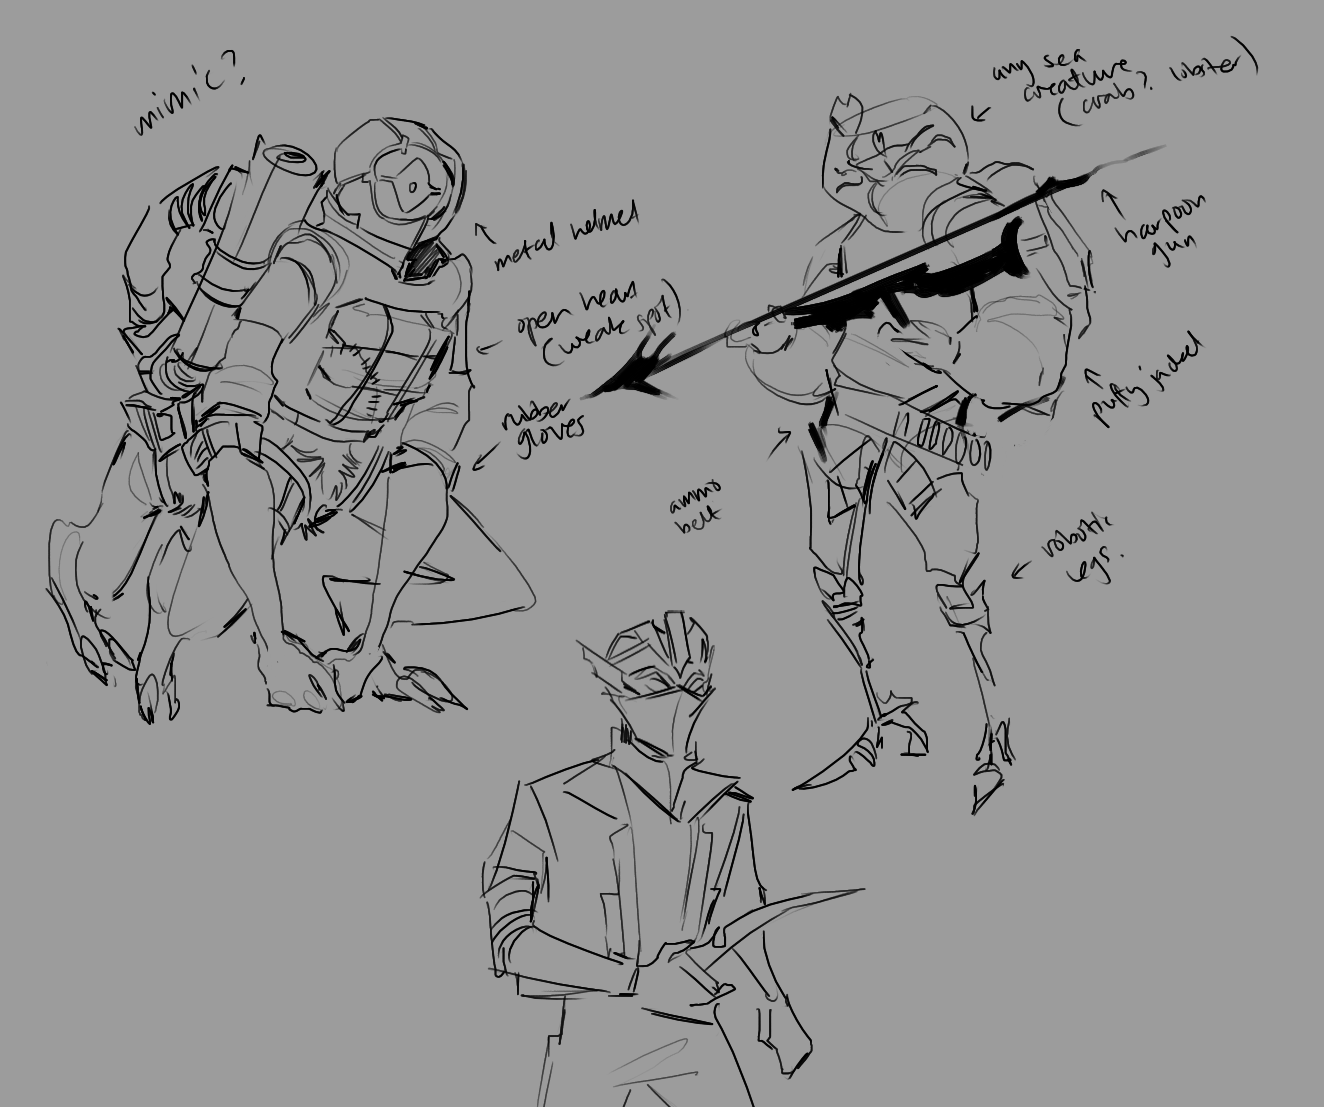 mimic?
metal helmet
open head
(weak spot)
rubber
gloves
any sea
creature
(crab? lobster)
harpoon
gun
puffy jacket
ammo
belt
robotic
legs.